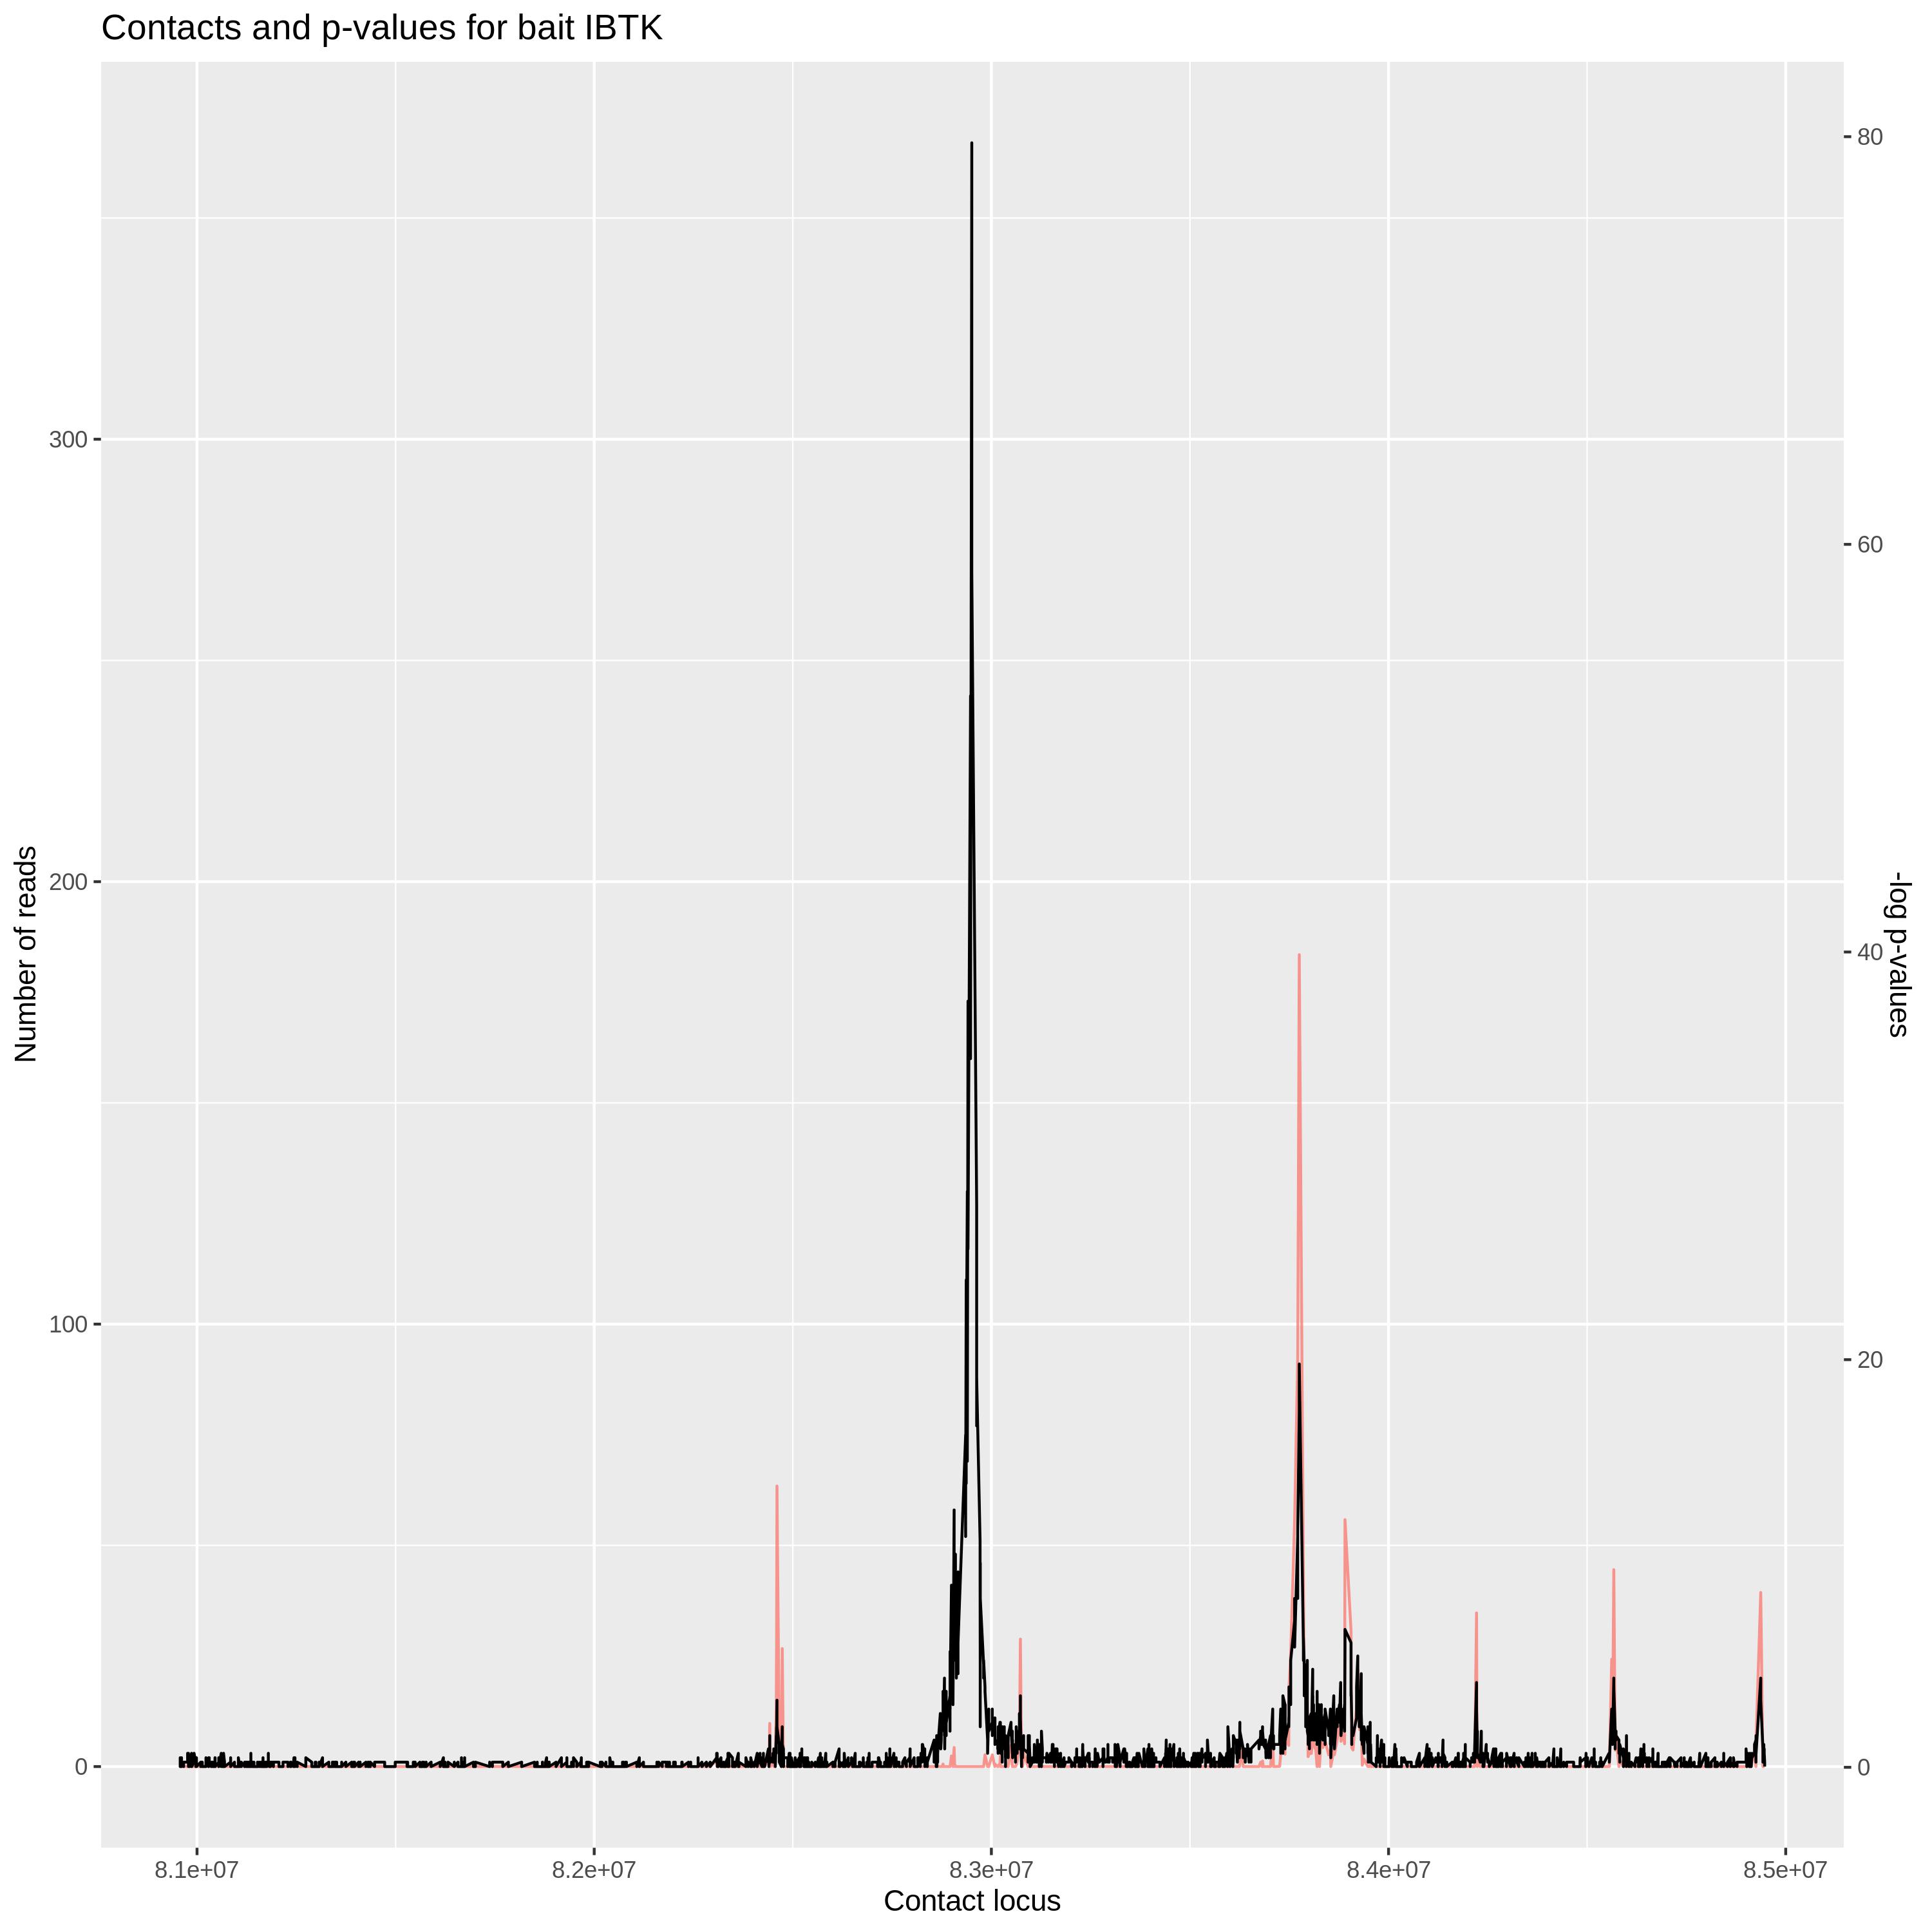 Contacts and p-values for bait IBTK
Number of reads
300
200
100
0
80
60
40
20
0
-log p-values
8.1e+07 8.2e+07 8.3e+07 8.4e+07 8.5e+07
Contact locus